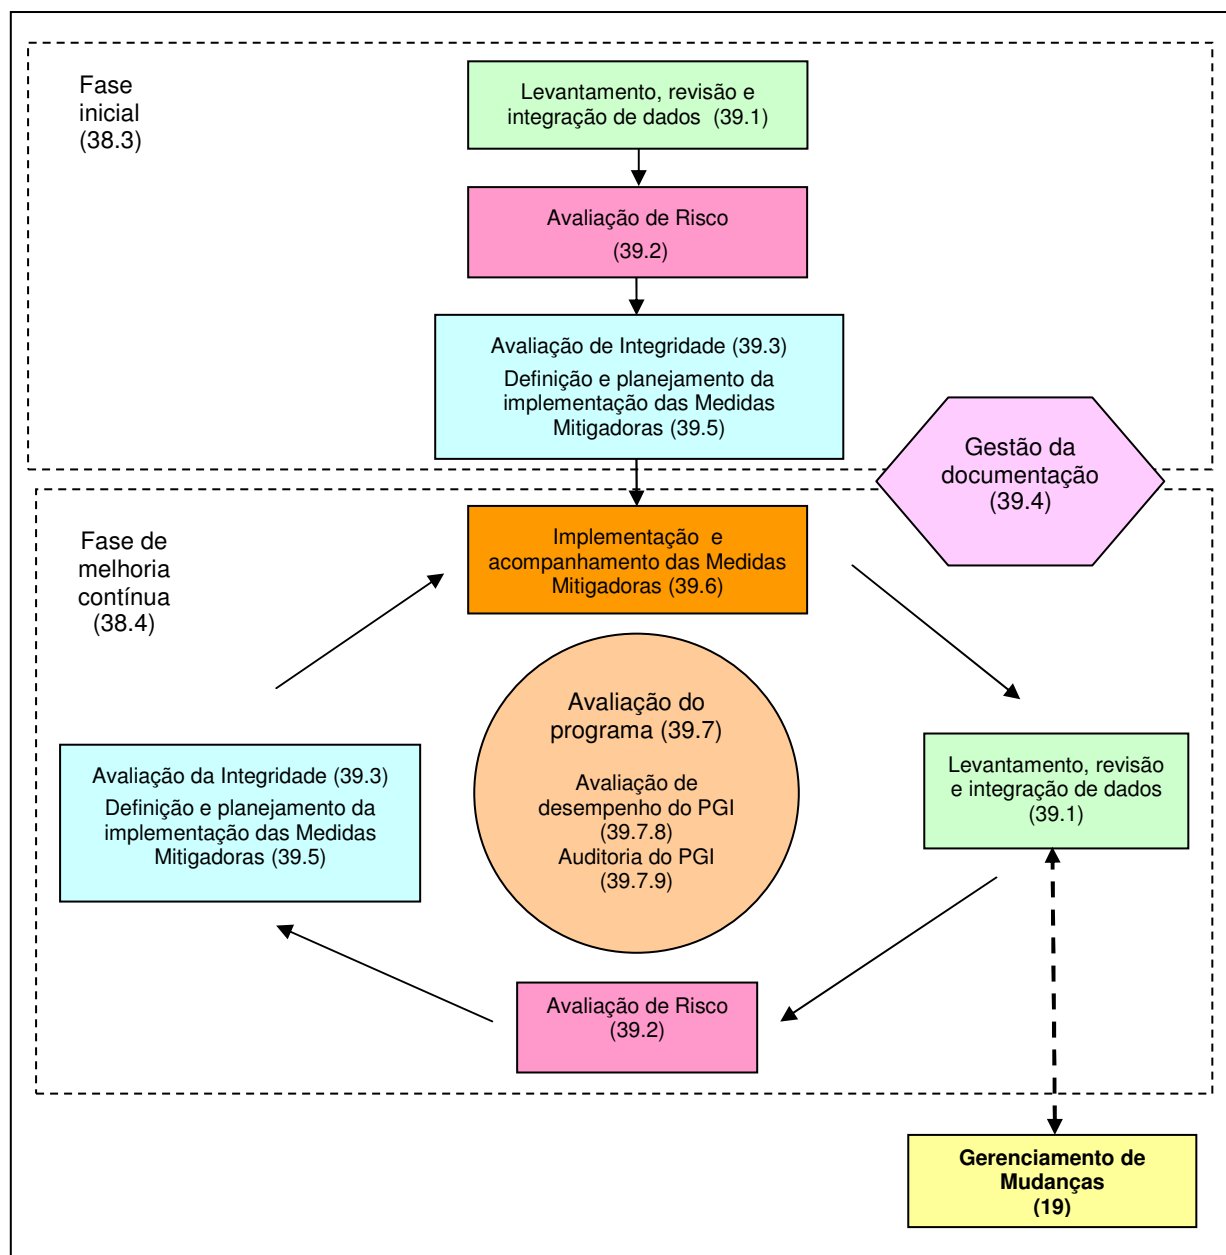 Fase
inicial
(38.3)
Levantamento, revisão e
integração de dados (39.1)
Avaliação de Risco
(39.2)
Avaliação de Integridade (39.3)
Definição e planejamento da
implementação das Medidas
Mitigadoras (39.5)
Gestão da
documentação
(39.4)
Fase de
melhoria
contínua
(38.4)
Implementação e
acompanhamento das Medidas
Mitigadoras (39.6)
Avaliação do
programa (39.7)
Avaliação de
desempenho do PGI
(39.7.8)
Auditoria do PGI
(39.7.9)
Levantamento, revisão
e integração de dados
(39.1)
Avaliação da Integridade (39.3)
Definição e planejamento da
implementação das Medidas
Mitigadoras (39.5)
Avaliação de Risco
(39.2)
Gerenciamento de
Mudanças
(19)